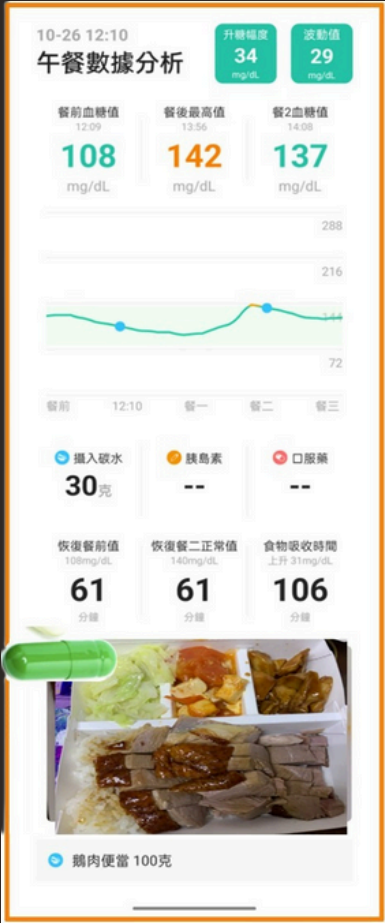 10-26 12:10
午餐數據分析
升糖幅度
34
mg/dL
波動值
29
mg/dL
餐前血糖值
12:09
108
mg/dL
餐後最高值
13:56
142
mg/dL
餐2血糖值
14:08
137
mg/dL
288
216
144
72
餐前 12:10 餐一 餐二 餐三
攝入碳水
30克
胰島素
--
口服藥
--
恢復餐前值
108mg/dL
61
分鐘
恢復餐二正常值
140mg/dL
61
分鐘
食物吸收時間
上升 31mg/dL
106
分鐘
鵝肉便當 100克